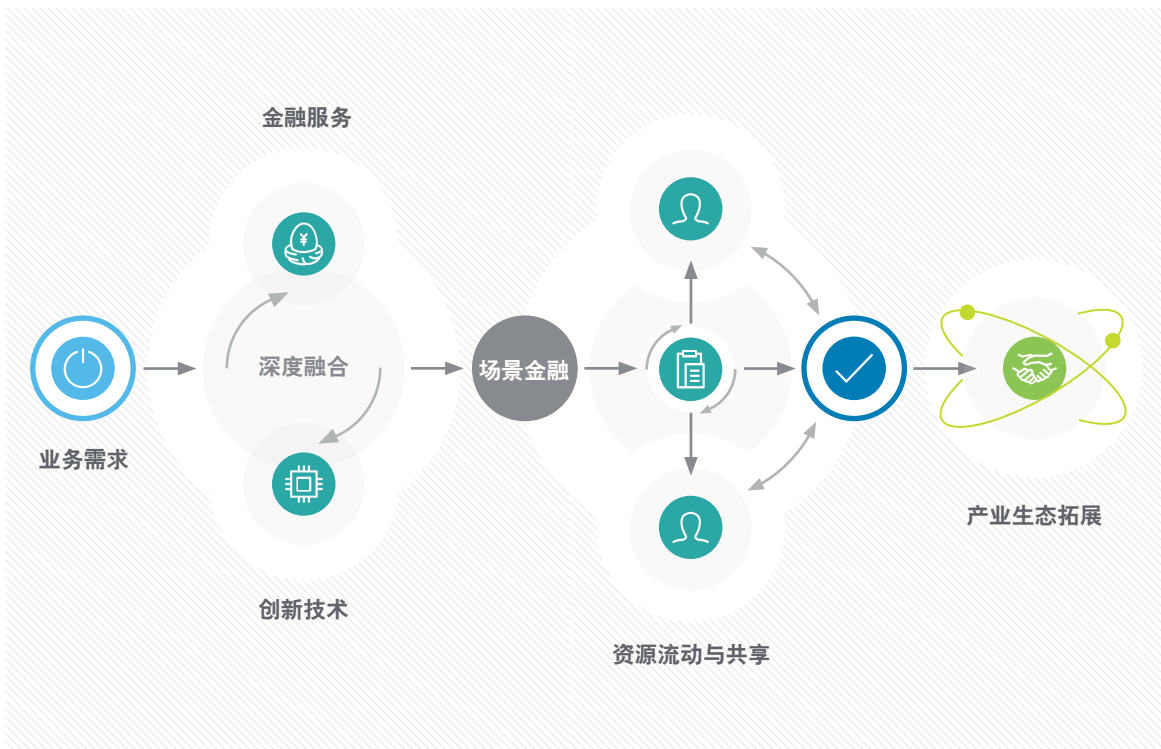 金融服务
深度融合
业务需求
创新技术
场景金融
资源流动与共享
产业生态拓展